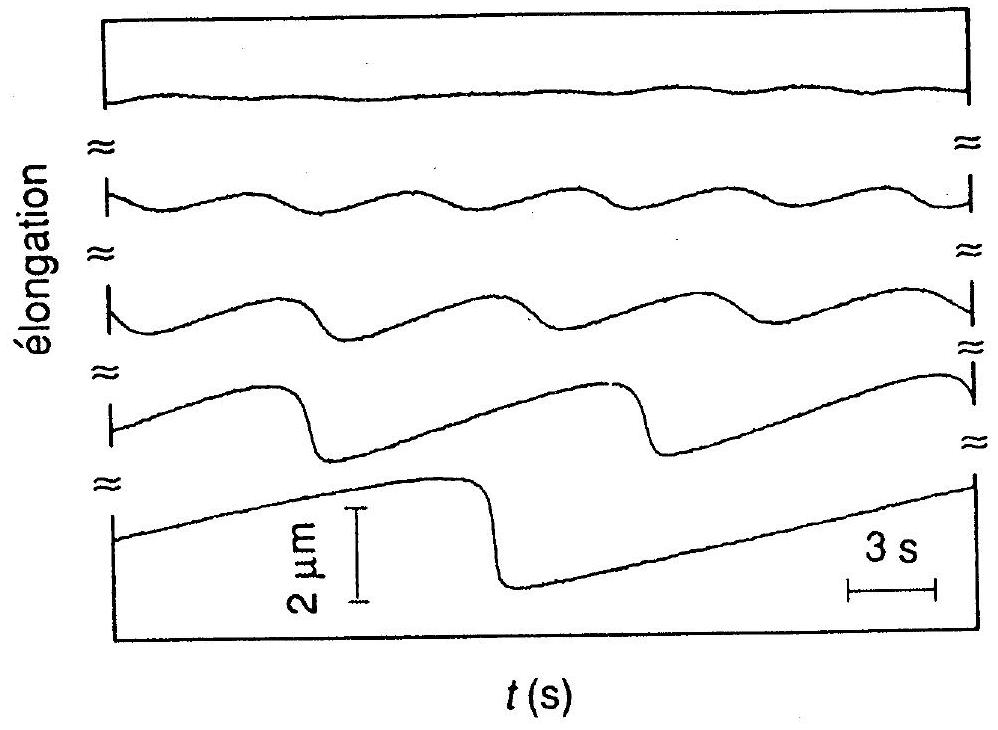 élongation
2 μm
3 s
t (s)